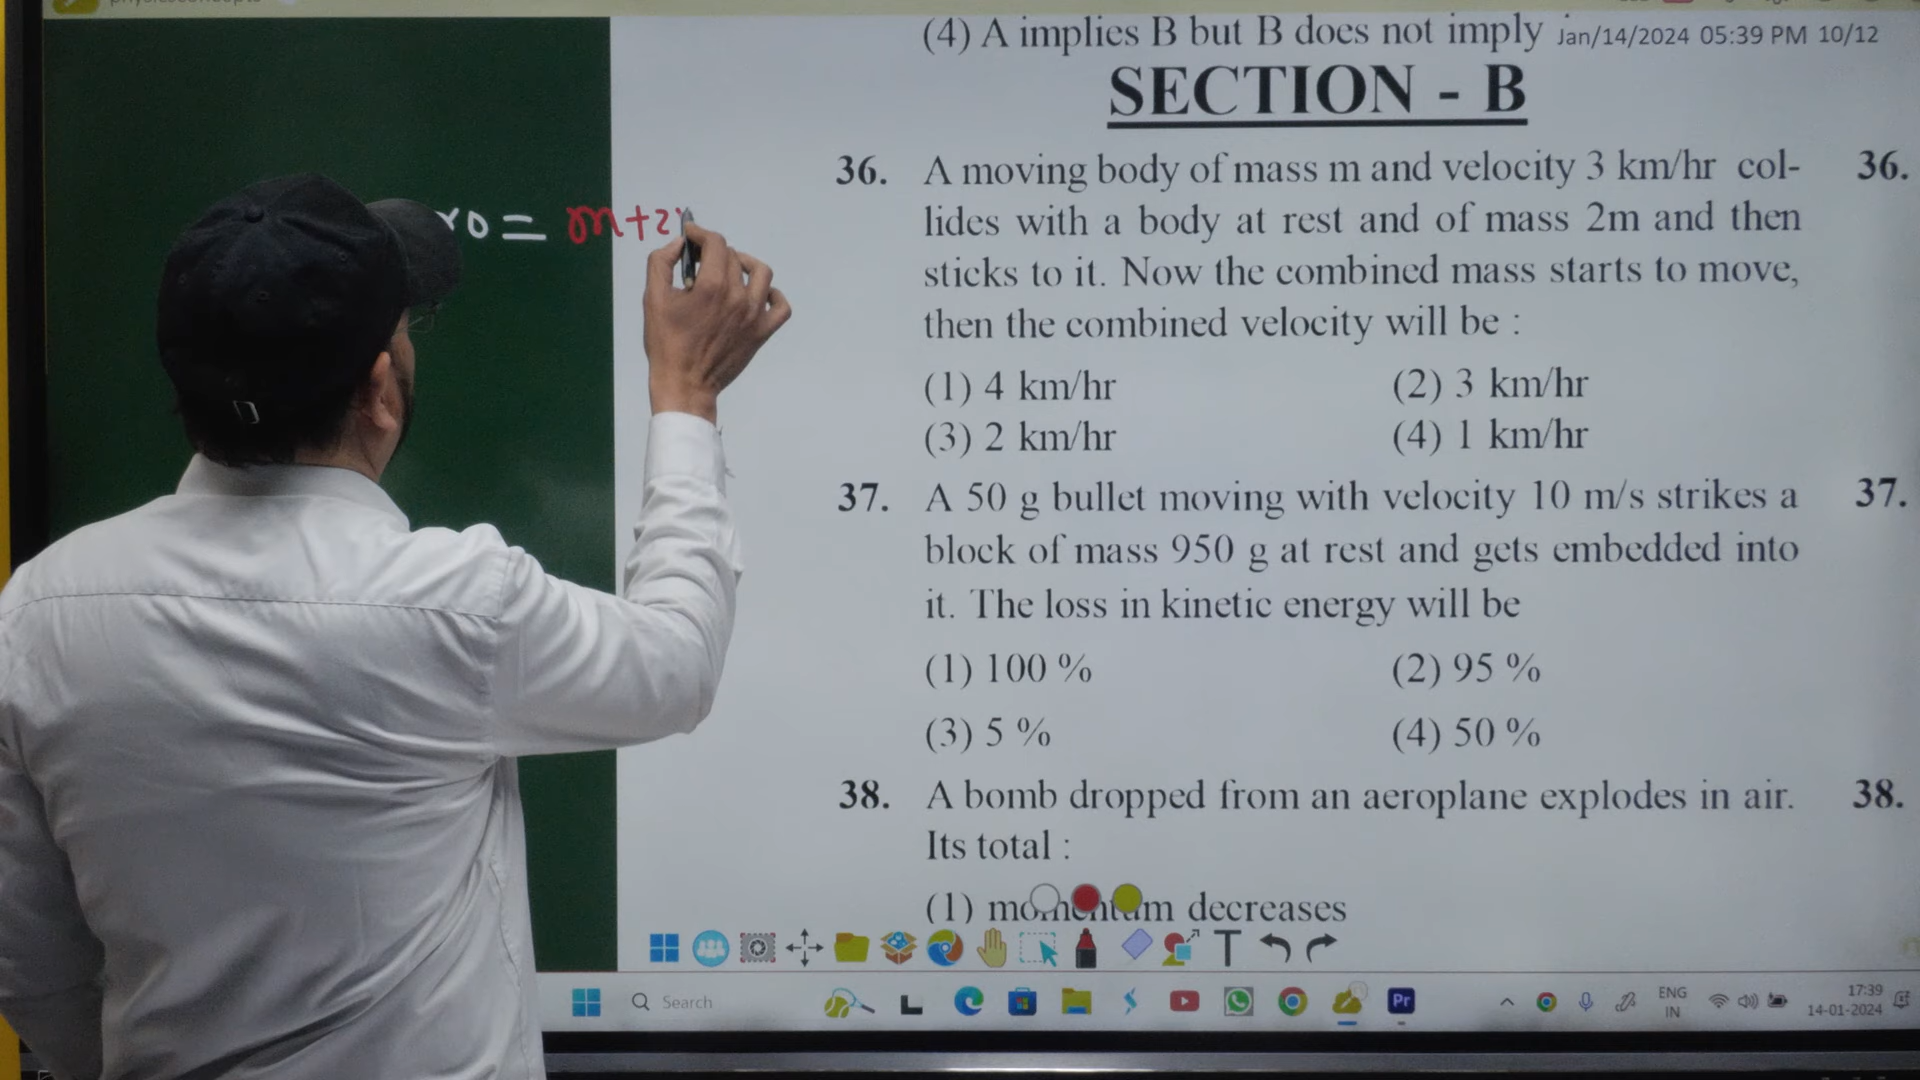 (4) A implies B but B does not imply
Jan/14/2024 05:39 PM 10/12
SECTION - B
x0 = m+2
36. A moving body of mass m and velocity 3 km/hr col-
lides with a body at rest and of mass 2m and then
sticks to it. Now the combined mass starts to move,
then the combined velocity will be :
(1) 4 km/hr (2) 3 km/hr
(3) 2 km/hr (4) 1 km/hr
36.
37. A 50 g bullet moving with velocity 10 m/s strikes a
block of mass 950 g at rest and gets embedded into
it. The loss in kinetic energy will be
(1) 100 % (2) 95 %
(3) 5 % (4) 50 %
37.
38. A bomb dropped from an aeroplane explodes in air.
Its total :
(1) momentum decreases
38.
T
Search
Pr
ENG
IN
17:39
14-01-2024